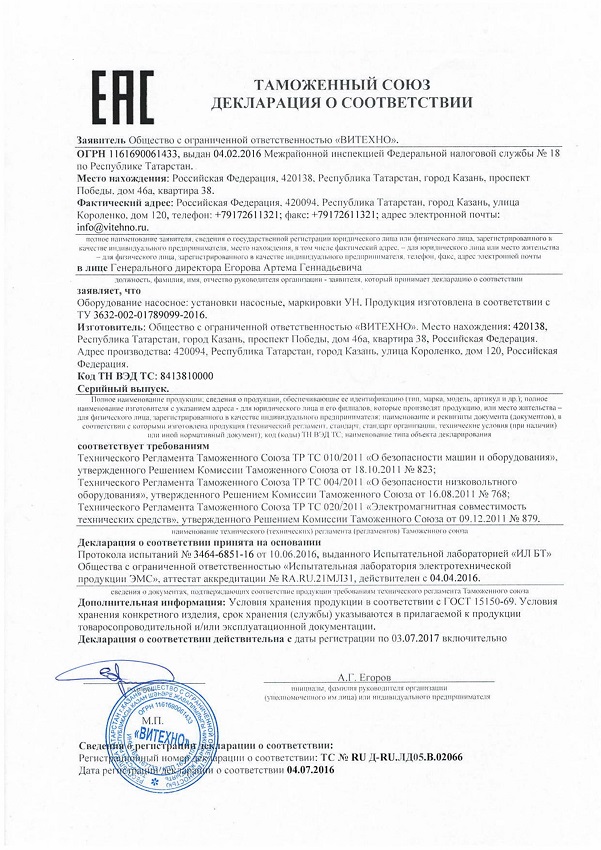 ЕАС
ТАМОЖЕННЫЙ СОЮЗ
ДЕКЛАРАЦИЯ О СООТВЕТСТВИИ
Заявитель Общество с ограниченной ответственностью «ВИТЕХНО».
ОГРН 1161690061433, выдан 04.02.2016 Межрайонной инспекцией Федеральной налоговой службы № 18
по Республике Татарстан.
Место нахождения: Российская Федерация, 420138, Республика Татарстан, город Казань, проспект
Победы, дом 46а, квартира 38.
Фактический адрес: Российская Федерация, 420094, Республика Татарстан, город Казань, улица
Короленко, дом 120, телефон: +79172611321; факс: +79172611321; адрес электронной почты:
info@vitehno.ru.
полное наименование заявителя, сведения о государственной регистрации юридического лица или физического лица, зарегистрированного в
качестве индивидуального предпринимателя, место нахождения, в том числе фактический адрес, – для юридического лица или место жительства
– для физического лица, зарегистрированного в качестве индивидуального предпринимателя, телефон, факс, адрес электронной почты
в лице Генерального директора Егорова Артема Геннадьевича
должность, фамилия, имя, отчество руководителя организации - заявителя, который принимает декларацию о соответствии
заявляет, что
Оборудование насосное: установки насосные, маркировки УН. Продукция изготовлена в соответствии с
ТУ 3632-002-01789099-2016.
Изготовитель: Общество с ограниченной ответственностью «ВИТЕХНО». Место нахождения: 420138,
Республика Татарстан, город Казань, проспект Победы, дом 46а, квартира 38, Российская Федерация.
Адрес производства: 420094, Республика Татарстан, город Казань, улица Короленко, дом 120, Российская
Федерация.
Код ТН ВЭД ТС: 8413810000
Серийный выпуск.
Полное наименование продукции; сведения о продукции, обеспечивающие ее идентификацию (тип, марка, модель, артикул и др.); полное
наименование изготовителя с указанием адреса - для юридического лица и его филиалов, которые производят продукцию, или место жительства –
для физического лица, зарегистрированного в качестве индивидуального предпринимателя; наименование и реквизиты документа (документов), в
соответствии с которыми изготовлена продукция (технический регламент, стандарт, стандарт организации, технические условия (при наличии)
или иной нормативный документ), код (коды) ТН ВЭД ТС; наименование типа объекта декларирования
соответствует требованиям
Технического Регламента Таможенного Союза ТР ТС 010/2011 «О безопасности машин и оборудования»,
утвержденного Решением Комиссии Таможенного Союза от 18.10.2011 № 823;
Технического Регламента Таможенного Союза ТР ТС 004/2011 «О безопасности низковольтного
оборудования», утвержденного Решением Комиссии Таможенного Союза от 16.08.2011 № 768;
Технического Регламента Таможенного Союза ТР ТС 020/2011 «Электромагнитная совместимость
технических средств», утвержденного Решением Комиссии Таможенного Союза от 09.12.2011 № 879.
наименование технического (технических) регламента (регламентов) Таможенного союза
Декларация о соответствии принята на основании
Протокола испытаний № 3464-6851-16 от 10.06.2016, выданного Испытательной лабораторией «ИЛ БТ»
Общества с ограниченной ответственностью «Испытательная лаборатория электротехнической
продукции ЭМС», аттестат аккредитации № RA.RU.21МЛ31, действителен с 04.04.2016.
сведения о документах, подтверждающих соответствие продукции требованиям технического регламента Таможенного союза
Дополнительная информация: Условия хранения продукции в соответствии с ГОСТ 15150-69. Условия
хранения конкретного изделия, срок хранения (службы) указываются в прилагаемой к продукции
товаросопроводительной и/или эксплуатационной документации.
Декларация о соответствии действительна с даты регистрации по 03.07.2017 включительно
А.Г. Егоров
инициалы, фамилия руководителя организации
(уполномоченного им лица) или индивидуального предпринимателя
М.П.
ОГРН 1161690061433
«ВИТЕХНО»
Сведения о регистрации декларации о соответствии:
Регистрационный номер декларации о соответствии: ТС № RU Д-RU.ЛД05.В.02066
Дата регистрации декларации о соответствии 04.07.2016